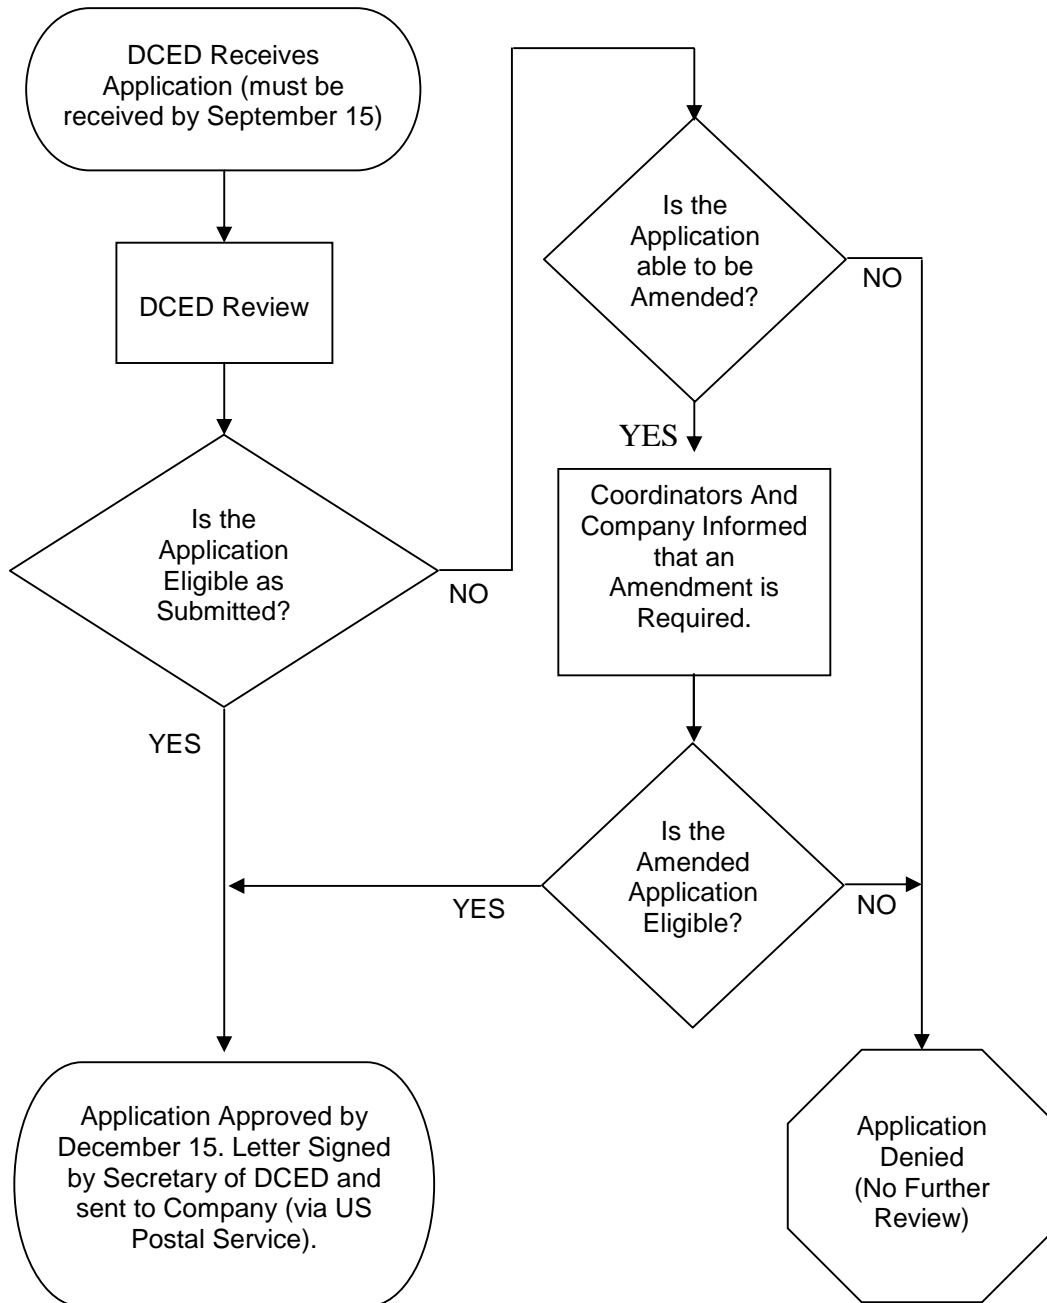 DCED Receives
Application (must be
received by September 15)
DCED Review
Is the
Application
Eligible as
Submitted?
NO
YES
Is the
Application
able to be
Amended?
NO
YES
Coordinators And
Company Informed
that an
Amendment is
Required.
Is the
Amended
Application
Eligible?
YES
NO
Application Approved by
December 15. Letter Signed
by Secretary of DCED and
sent to Company (via US
Postal Service).
Application
Denied
(No Further
Review)